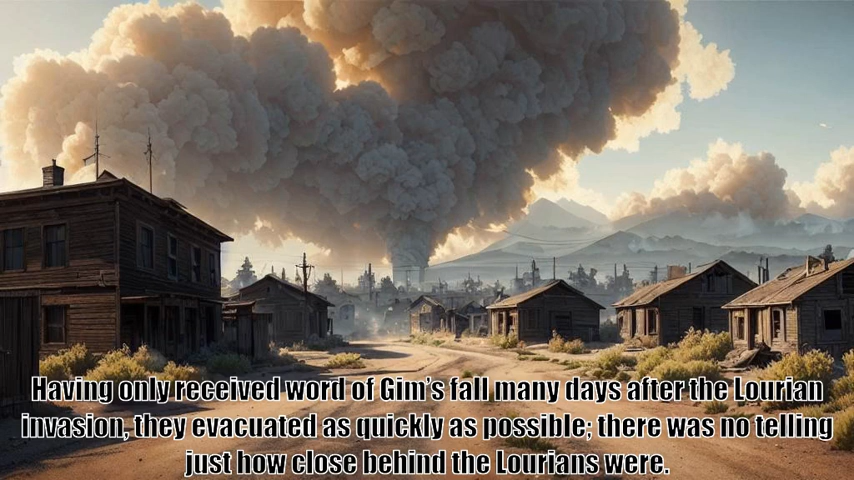 Having only received word of Gim's fall many days after the Lourian
invasion, they evacuated as quickly as possible; there was no telling
just how close behind the Lourians were.